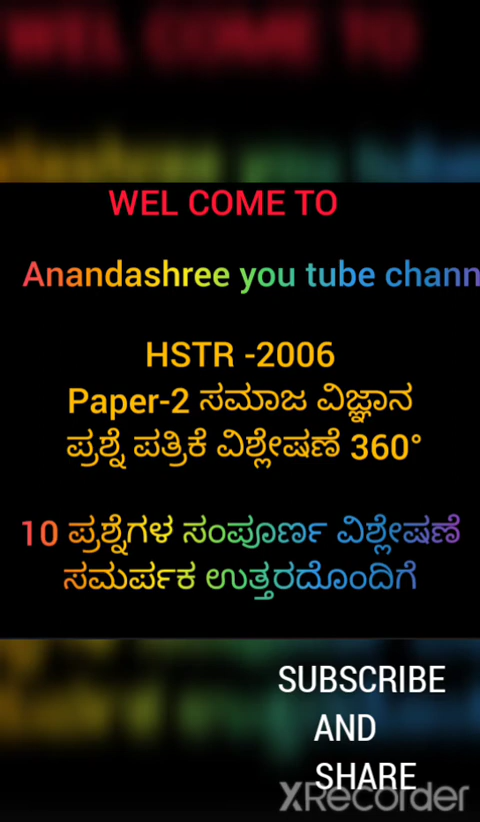 WEL COME TO
Anandashree you tube chann
HSTR -2006
Paper-2 ಸಮಾಜ ವಿಜ್ಞಾನ
ಪ್ರಶ್ನೆ ಪತ್ರಿಕೆ ವಿಶ್ಲೇಷಣೆ 360°
10 ಪ್ರಶ್ನೆಗಳ ಸಂಪೂರ್ಣ ವಿಶ್ಲೇಷಣೆ
ಸಮರ್ಪಕ ಉತ್ತರದೊಂದಿಗೆ
SUBSCRIBE
AND
SHARE
XRecorder